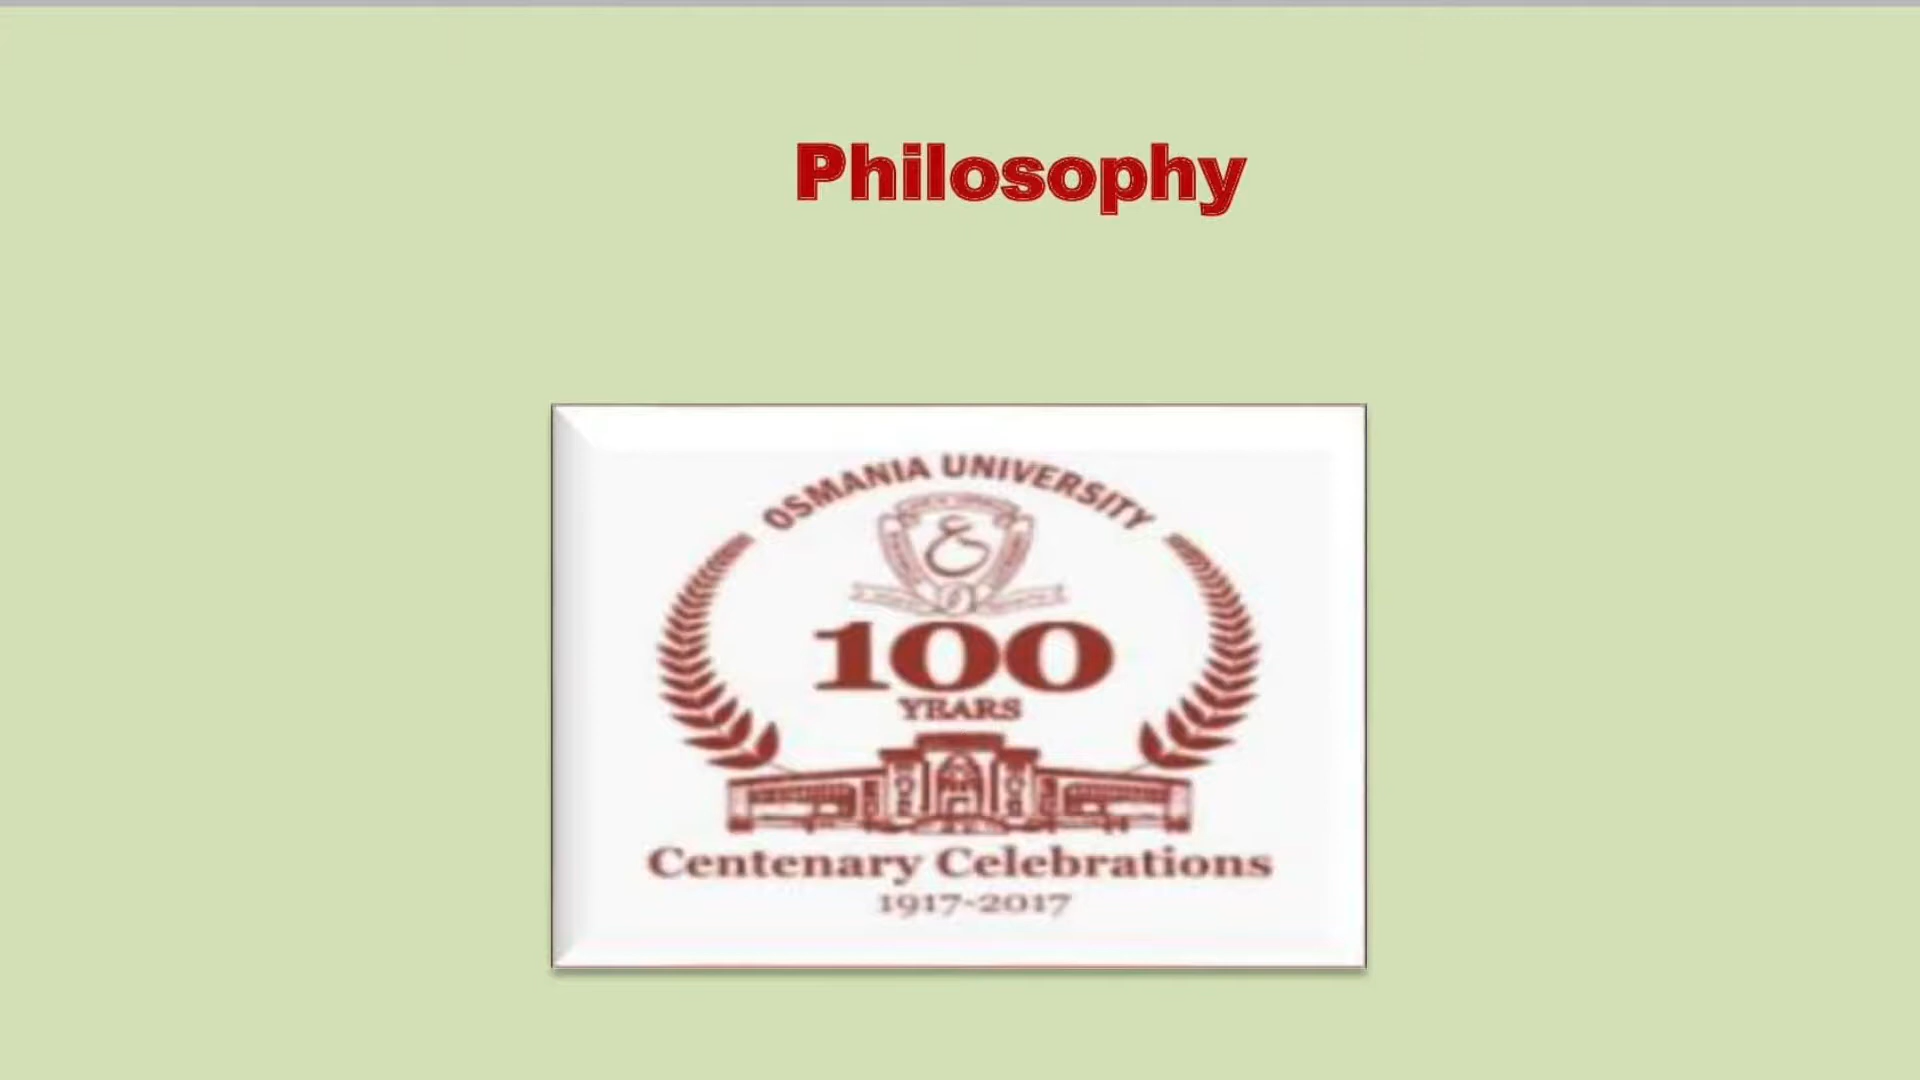 Philosophy
OSMANIA UNIVERSITY
100
YEARS
Centenary Celebrations
1917-2017